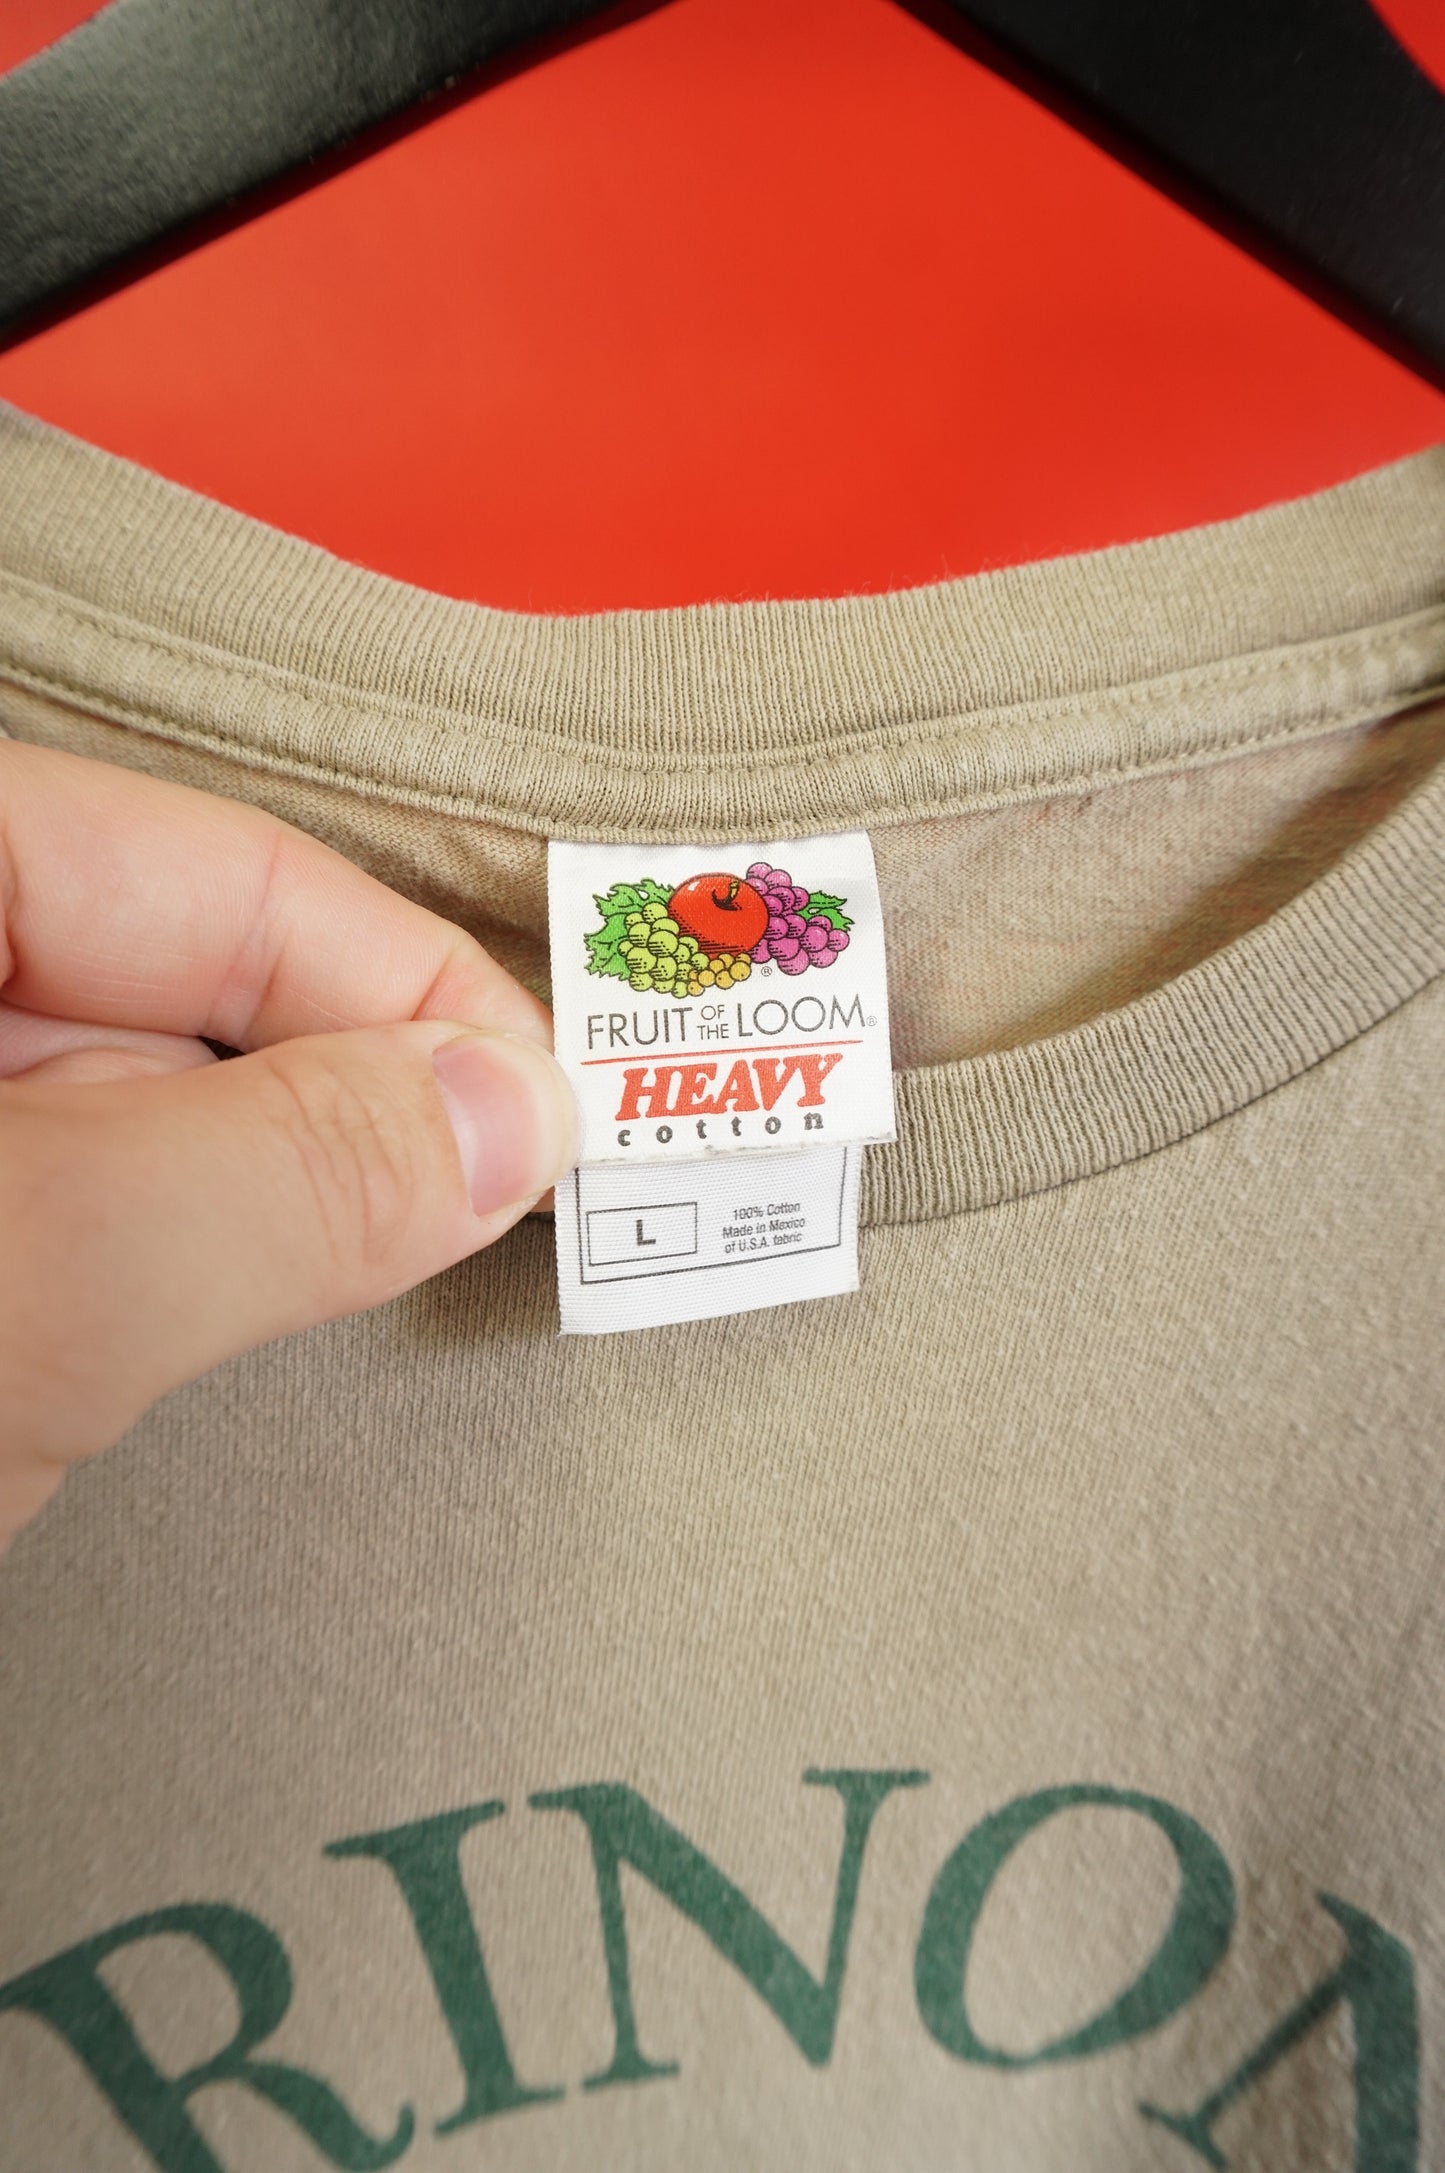 FRUIT OF THE LOOM®
HEAVY
cotton
L
100% Cotton
Made in Mexico
of U.S.A. fabric
RINO